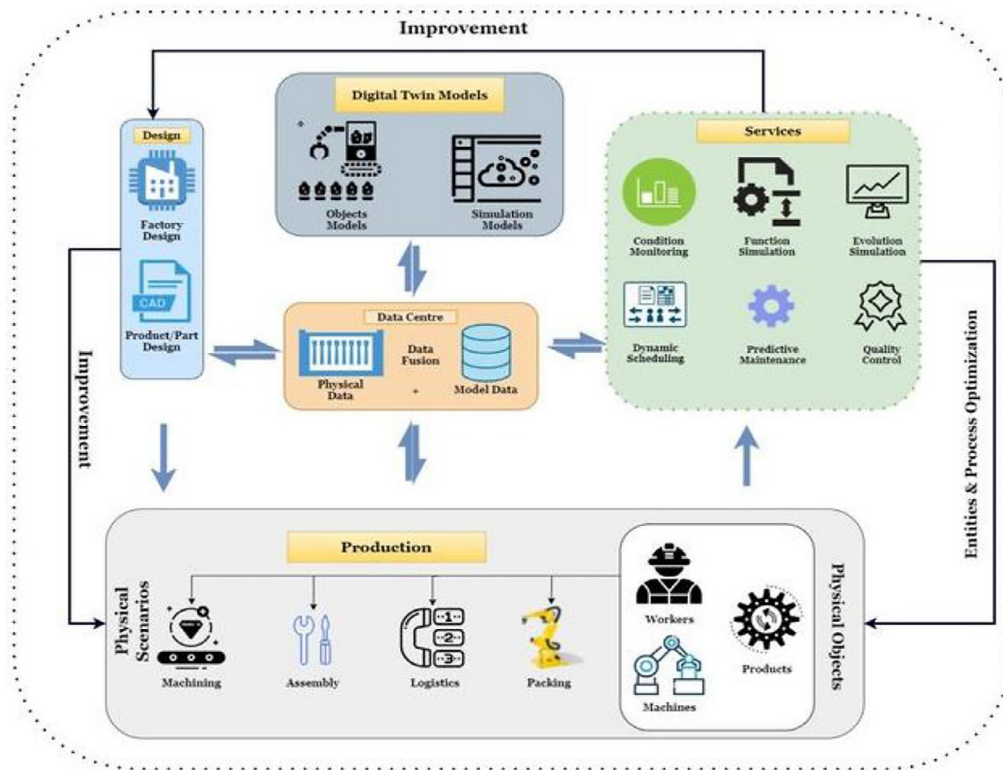 Improvement
Digital Twin Models
Objects
Models
Simulation
Models
Design
Factory
Design
CAD
Product/Part
Design
Services
Condition
Monitoring
Function
Simulation
Evolution
Simulation
Dynamic
Scheduling
Predictive
Maintenance
Quality
Control
Data Centre
Data
Fusion
Physical
Data
+
Model Data
Improvement
Entities & Process Optimization
Production
Physical
Scenarios
Machining
Assembly
1
2
3
Logistics
Packing
Workers
Machines
Products
Physical Objects